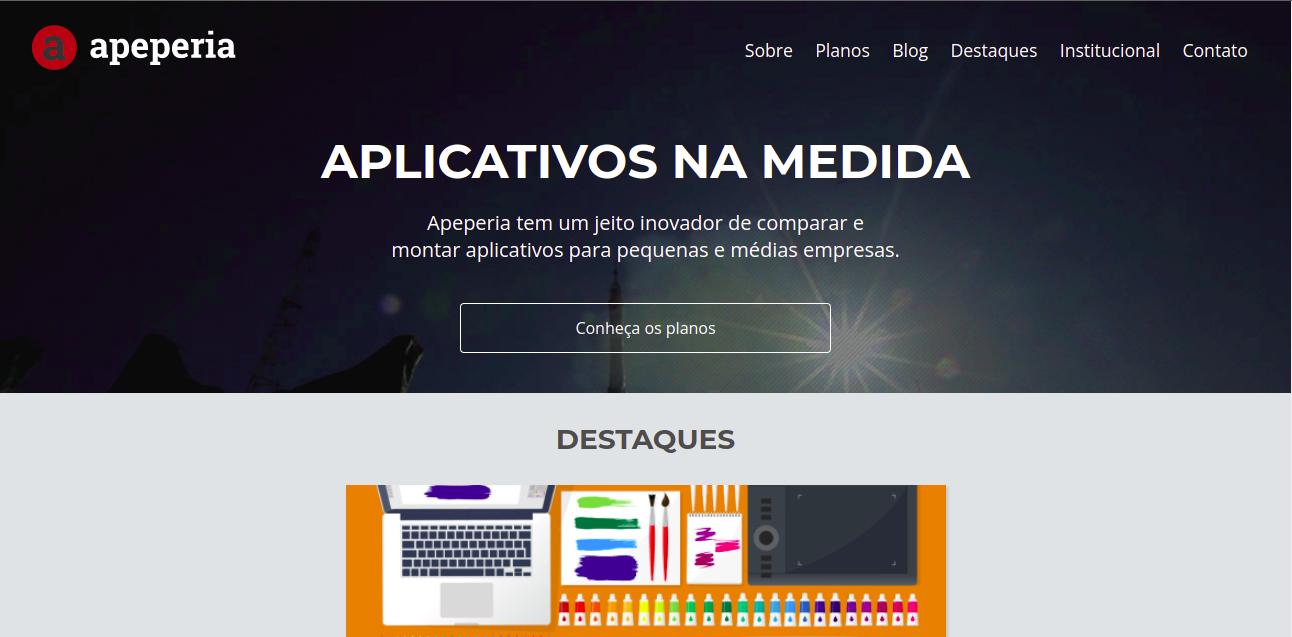 a apeperia
Sobre Planos Blog Destaques Institucional Contato
APLICATIVOS NA MEDIDA
Apeperia tem um jeito inovador de comparar e
montar aplicativos para pequenas e médias empresas.
Conheça os planos
DESTAQUES